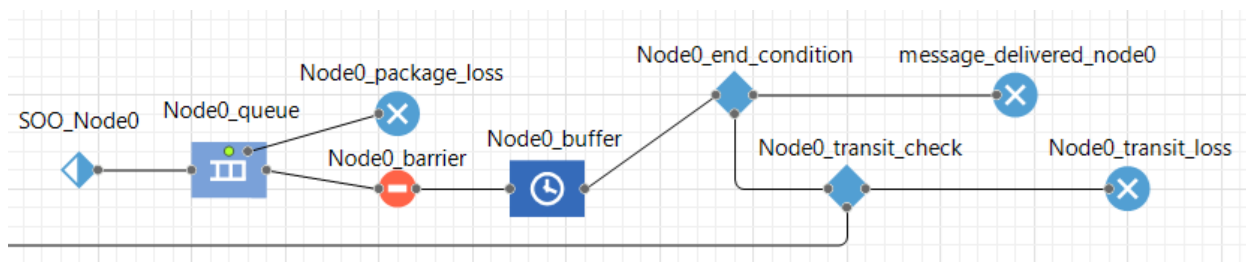 Node0_end_condition
message_delivered_node0
Node0_package_loss
SOO_Node0
Node0_queue
Node0_barrier
Node0_buffer
Node0_transit_check
Node0_transit_loss